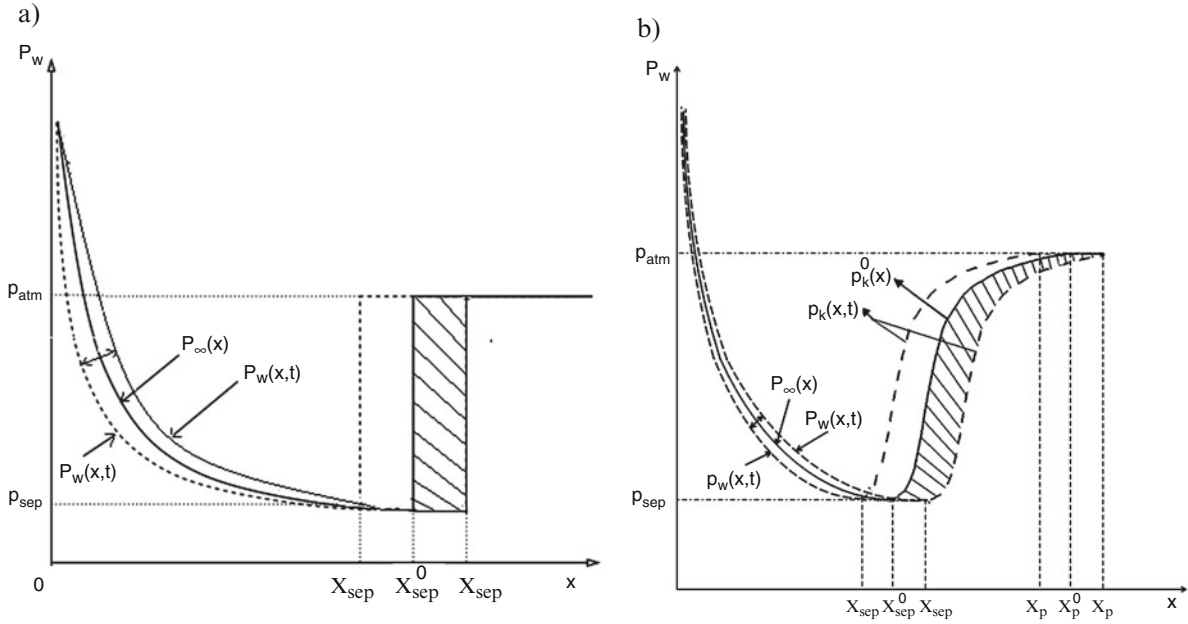 a)
P_w
p_atm
P_∞(x)
P_w(x,t)
P_w(x,t)
p_sep
0
X_sep
X_sep^0
X_sep
x
b)
P_w
p_atm
0
p_k^0(x)
p_k(x,t)
P_∞(x)
P_w(x,t)
p_w(x,t)
p_sep
X_sep
X_sep^0
X_sep
X_p
X_p^0
X_p
x